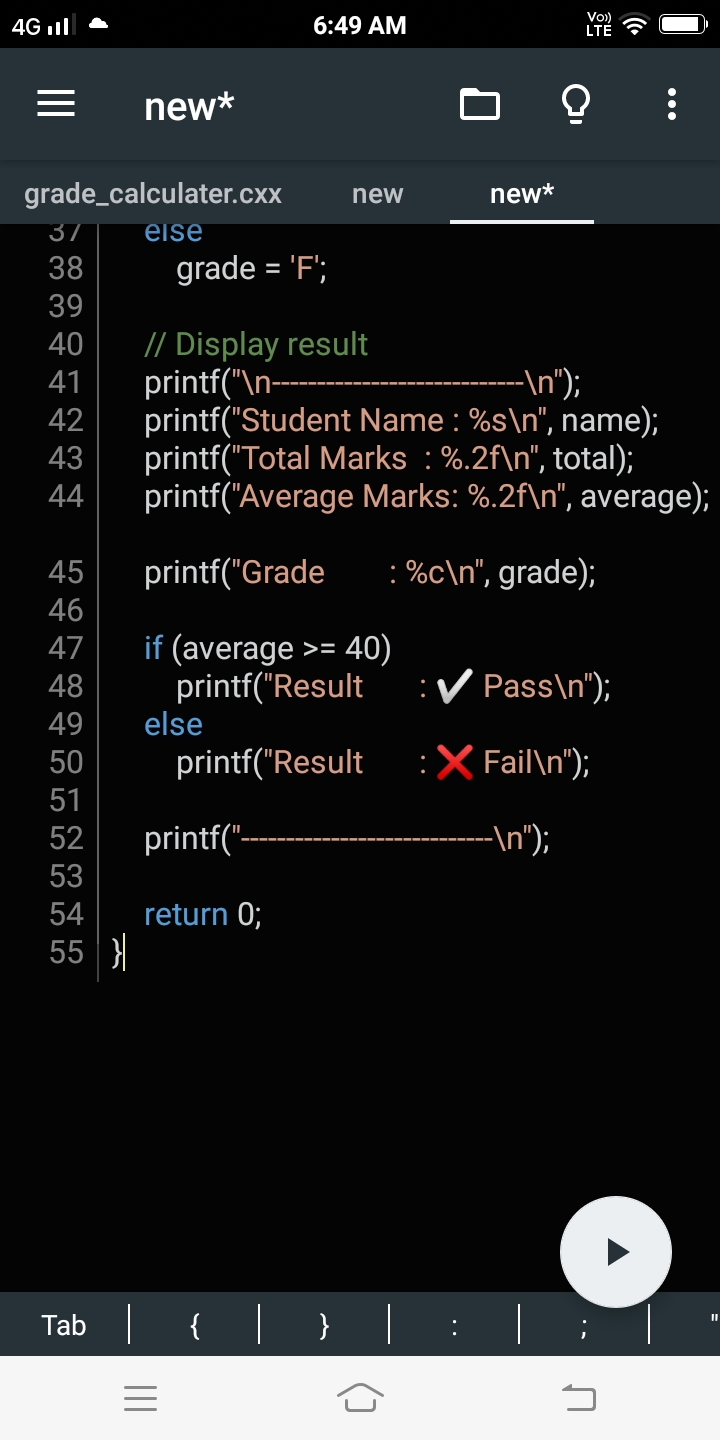 4G 6:49 AM Vo)) LTE
new*
grade_calculater.cxx new new*
37 else
38 grade = 'F';
39
40 // Display result
41 printf("\n----------------------------\n");
42 printf("Student Name : %s\n", name);
43 printf("Total Marks  : %.2f\n", total);
44 printf("Average Marks: %.2f\n", average);
45 printf("Grade        : %c\n", grade);
46
47 if (average >= 40)
48 printf("Result       : ✔ Pass\n");
49 else
50 printf("Result       : ❌ Fail\n");
51
52 printf("----------------------------\n");
53
54 return 0;
55 }
Tab { } : ; "